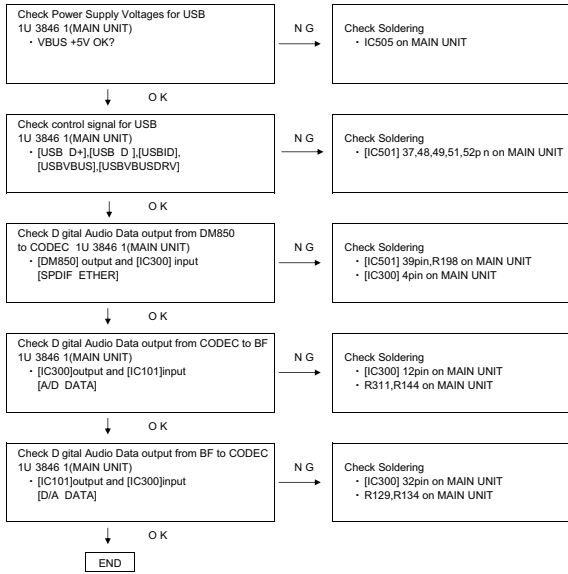 Check Power Supply Voltages for USB
1U 3846 1(MAIN UNIT)
・VBUS +5V OK?
N G
Check Soldering
・IC505 on MAIN UNIT
O K
Check control signal for USB
1U 3846 1(MAIN UNIT)
・[USB D+],[USB D ],[USBID],
[USBVBUS],[USBVBUSDRV]
N G
Check Soldering
・[IC501] 37,48,49,51,52p n on MAIN UNIT
O K
Check D gital Audio Data output from DM850
to CODEC 1U 3846 1(MAIN UNIT)
・[DM850] output and [IC300] input
[SPDIF ETHER]
N G
Check Soldering
・[IC501] 39pin,R198 on MAIN UNIT
・[IC300] 4pin on MAIN UNIT
O K
Check D gital Audio Data output from CODEC to BF
1U 3846 1(MAIN UNIT)
・[IC300]output and [IC101]input
[A/D DATA]
N G
Check Soldering
・[IC300] 12pin on MAIN UNIT
・R311,R144 on MAIN UNIT
O K
Check D gital Audio Data output from BF to CODEC
1U 3846 1(MAIN UNIT)
・[IC101]output and [IC300]input
[D/A DATA]
N G
Check Soldering
・[IC300] 32pin on MAIN UNIT
・R129,R134 on MAIN UNIT
O K
END